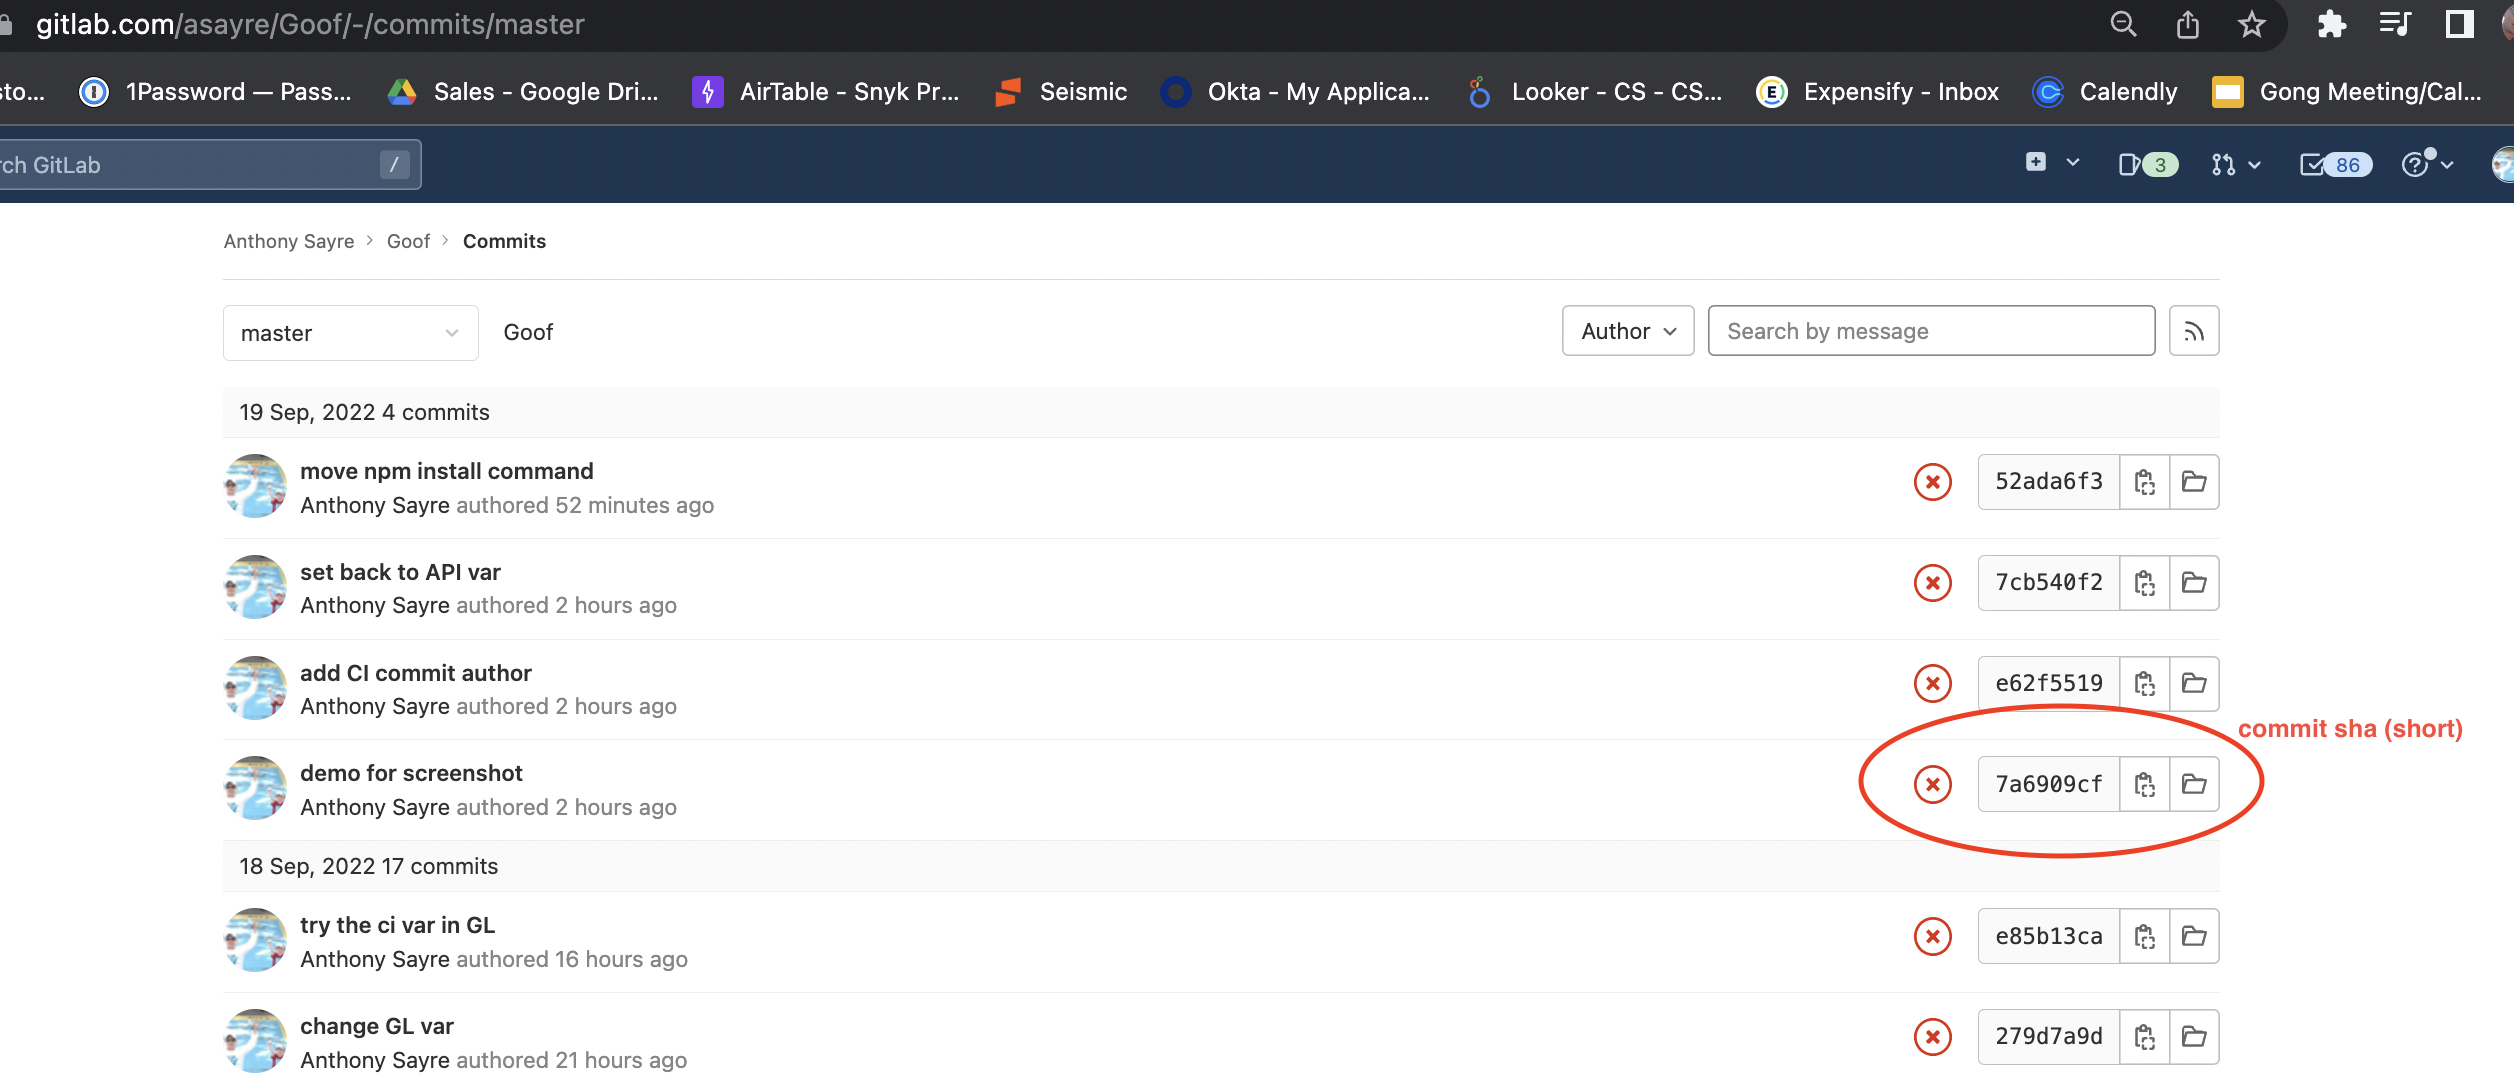 gitlab.com/asayre/Goof/-/commits/master
sto... 1Password — Pass... Sales - Google Dri... AirTable - Snyk Pr... Seismic Okta - My Applica... Looker - CS - CS... Expensify - Inbox Calendly Gong Meeting/Cal...
rch GitLab / 3 86
Anthony Sayre > Goof > Commits
master Goof Author Search by message
19 Sep, 2022 4 commits
move npm install command
Anthony Sayre authored 52 minutes ago
52ada6f3
set back to API var
Anthony Sayre authored 2 hours ago
7cb540f2
add CI commit author
Anthony Sayre authored 2 hours ago
e62f5519
commit sha (short)
demo for screenshot
Anthony Sayre authored 2 hours ago
7a6909cf
18 Sep, 2022 17 commits
try the ci var in GL
Anthony Sayre authored 16 hours ago
e85b13ca
change GL var
Anthony Sayre authored 21 hours ago
279d7a9d